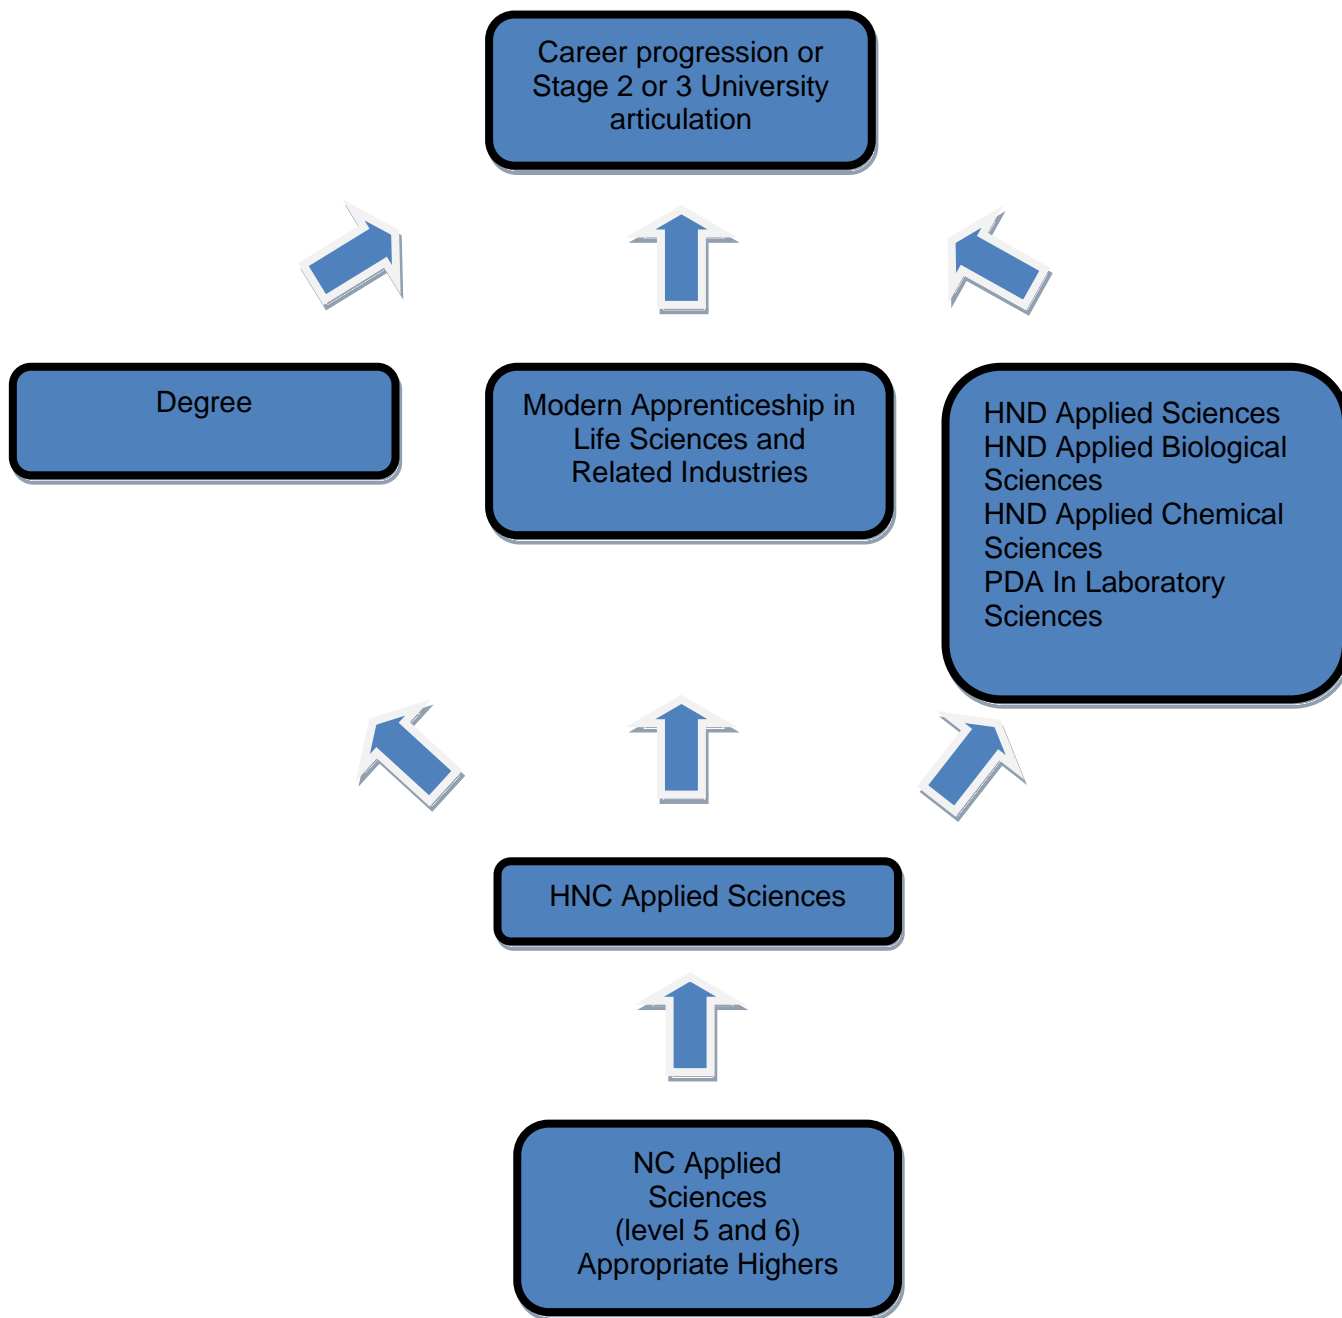 Career progression or
Stage 2 or 3 University
articulation
Degree
Modern Apprenticeship in
Life Sciences and
Related Industries
HND Applied Sciences
HND Applied Biological
Sciences
HND Applied Chemical
Sciences
PDA In Laboratory
Sciences
HNC Applied Sciences
NC Applied
Sciences
(level 5 and 6)
Appropriate Highers